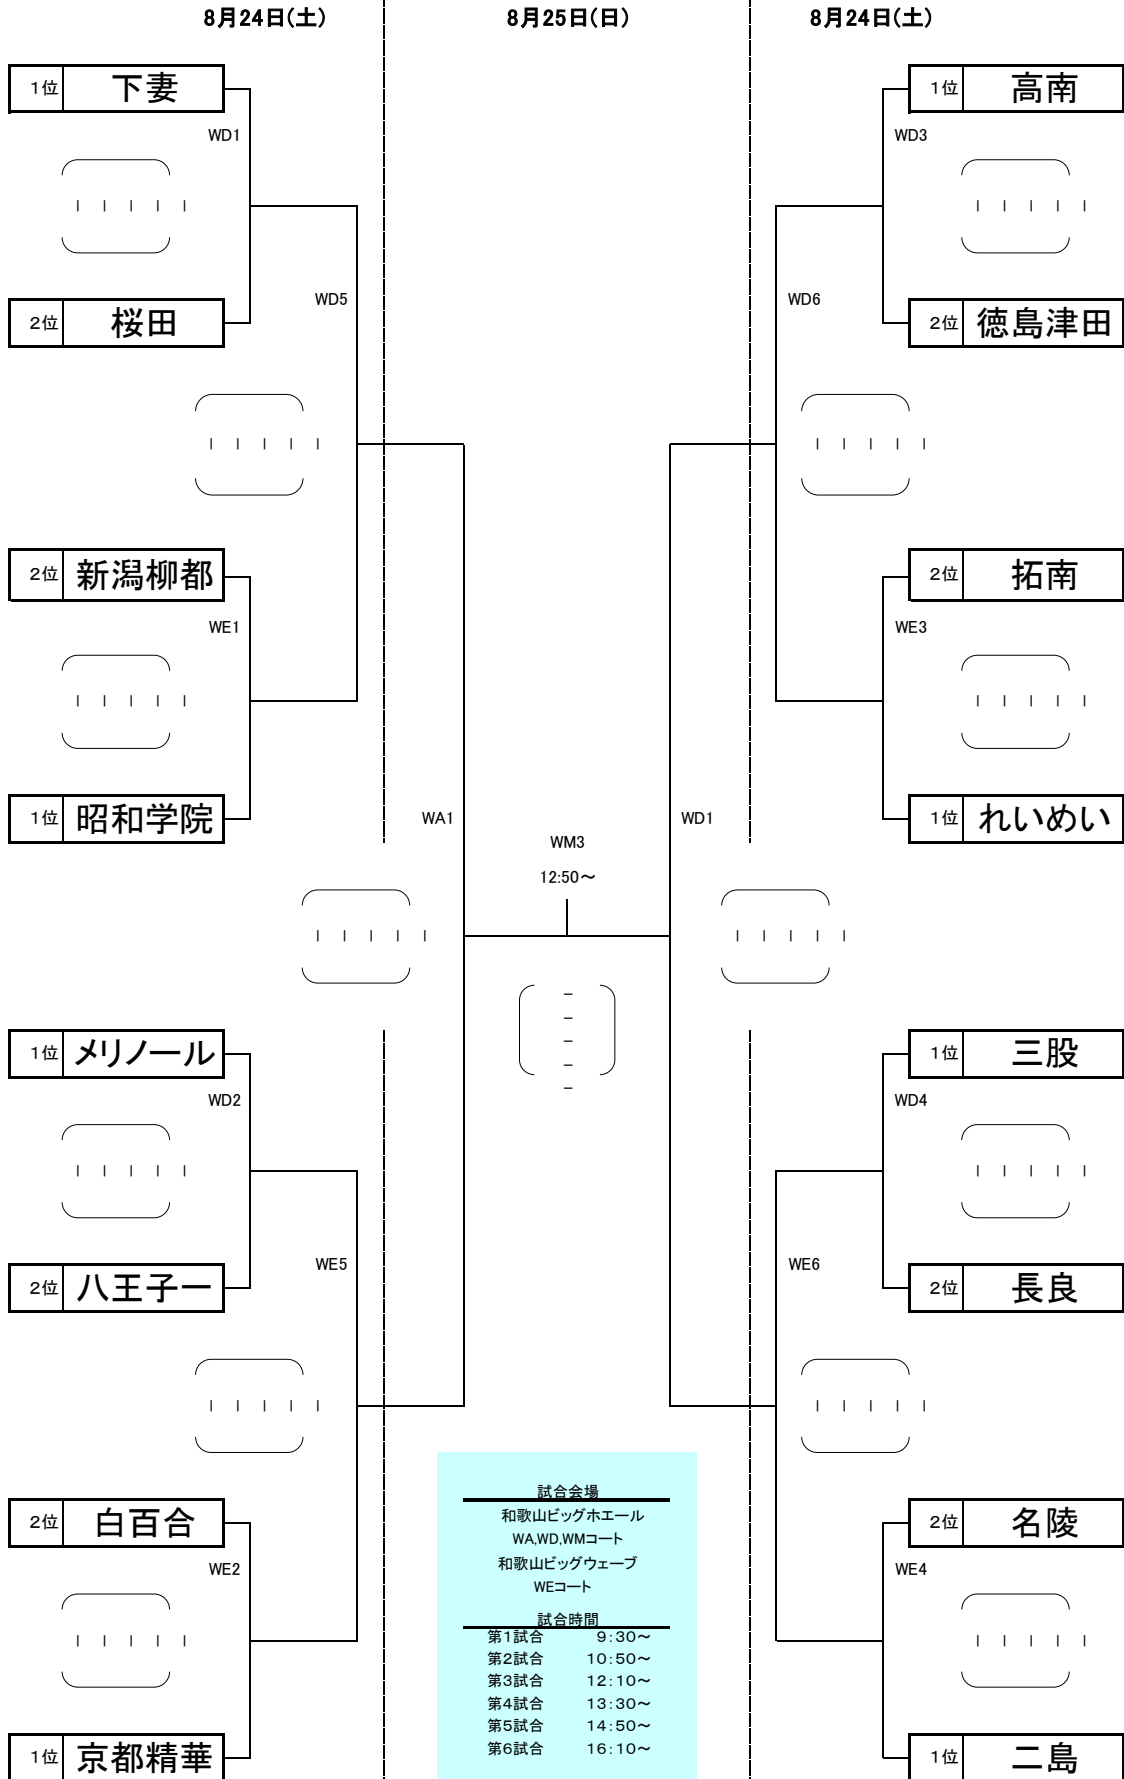 8月24日(土)
8月25日(日)
8月24日(土)
1位 下妻
1位 高南
WD1
WD3
WD5
WD6
2位 桜田
2位 徳島津田
2位 新潟柳都
2位 拓南
WE1
WE3
1位 昭和学院
1位 れいめい
WA1
WD1
WM3
12:50～
1位 メリノール
1位 三股
WD2
WD4
WE5
WE6
2位 八王子一
2位 長良
2位 白百合
2位 名陵
WE2
WE4
1位 京都精華
1位 二島
試合会場
和歌山ビッグホエール
WA,WD,WMコート
和歌山ビッグウェーブ
WEコート
試合時間
第1試合 9:30～
第2試合 10:50～
第3試合 12:10～
第4試合 13:30～
第5試合 14:50～
第6試合 16:10～